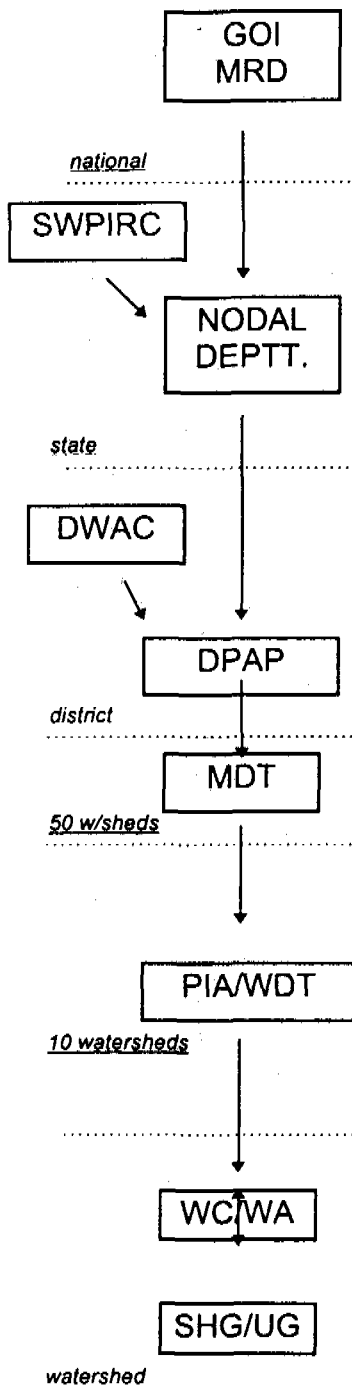 GOI
MRD
national
SWPIRC
NODAL
DEPTT.
state
DWAC
DPAP
district
MDT
50 w/sheds
PIA/WDT
10 watersheds
WC/WA
SHG/UG
watershed